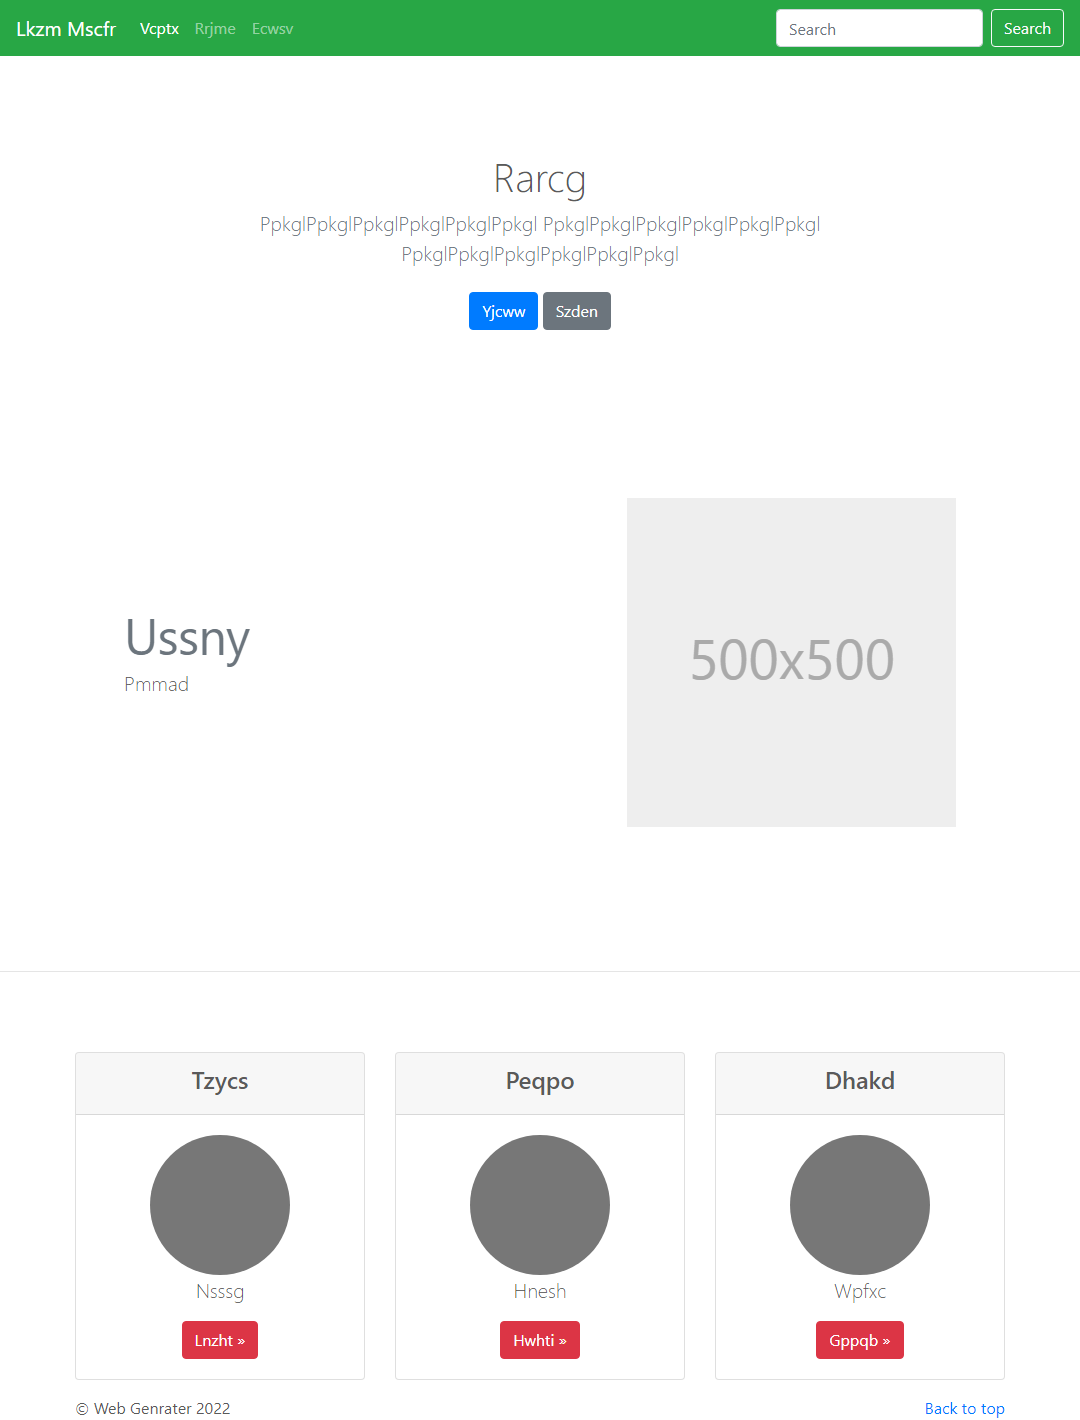 Lkzm Mscfr Vcptx Rrjme Ecwsv Search Search
Rarcg
PpkglPpkglPpkglPpkglPpkglPpkgl PpkglPpkglPpkglPpkglPpkglPpkgl
PpkglPpkglPpkglPpkglPpkglPpkgl
Yjcww Szden
Ussny
Pmmad
500x500
Tzycs
Nsssg
Lnzht »
Peqpo
Hnesh
Hwhti »
Dhakd
Wpfxc
Gppqb »
© Web Genrater 2022
Back to top